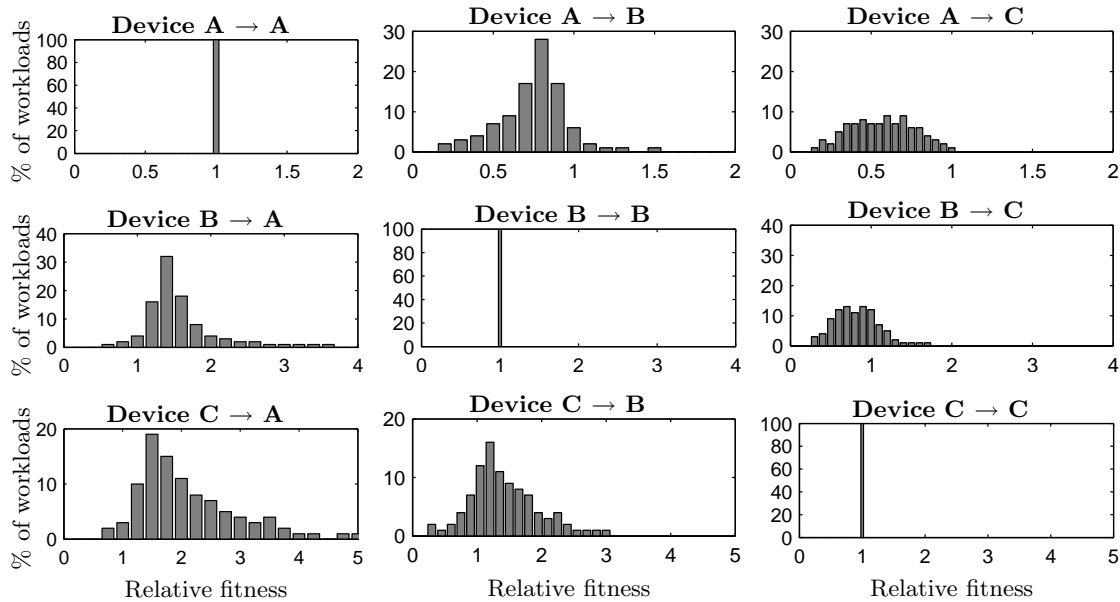 Device A → A
Device A → B
Device A → C
% of workloads
100
80
60
40
20
0
0 0.5 1 1.5 2
30
20
10
0
0 0.5 1 1.5 2
30
20
10
0
0 0.5 1 1.5 2
Device B → A
Device B → B
Device B → C
% of workloads
40
30
20
10
0
0 1 2 3 4
100
80
60
40
20
0
0 1 2 3 4
40
30
20
10
0
0 1 2 3 4
Device C → A
Device C → B
Device C → C
% of workloads
20
10
0
0 1 2 3 4 5
20
10
0
0 1 2 3 4 5
100
80
60
40
20
0
0 1 2 3 4 5
Relative fitness
Relative fitness
Relative fitness